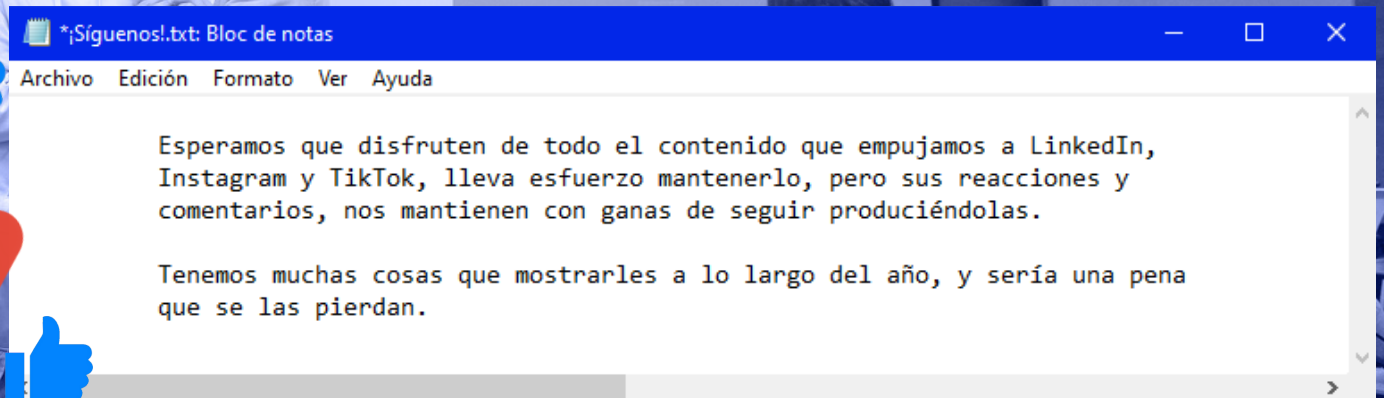 *¡Síguenos!.txt: Bloc de notas
Archivo Edición Formato Ver Ayuda
Esperamos que disfruten de todo el contenido que empujamos a LinkedIn,
Instagram y TikTok, lleva esfuerzo mantenerlo, pero sus reacciones y
comentarios, nos mantienen con ganas de seguir produciéndolas.
Tenemos muchas cosas que mostrarles a lo largo del año, y sería una pena
que se las pierdan.